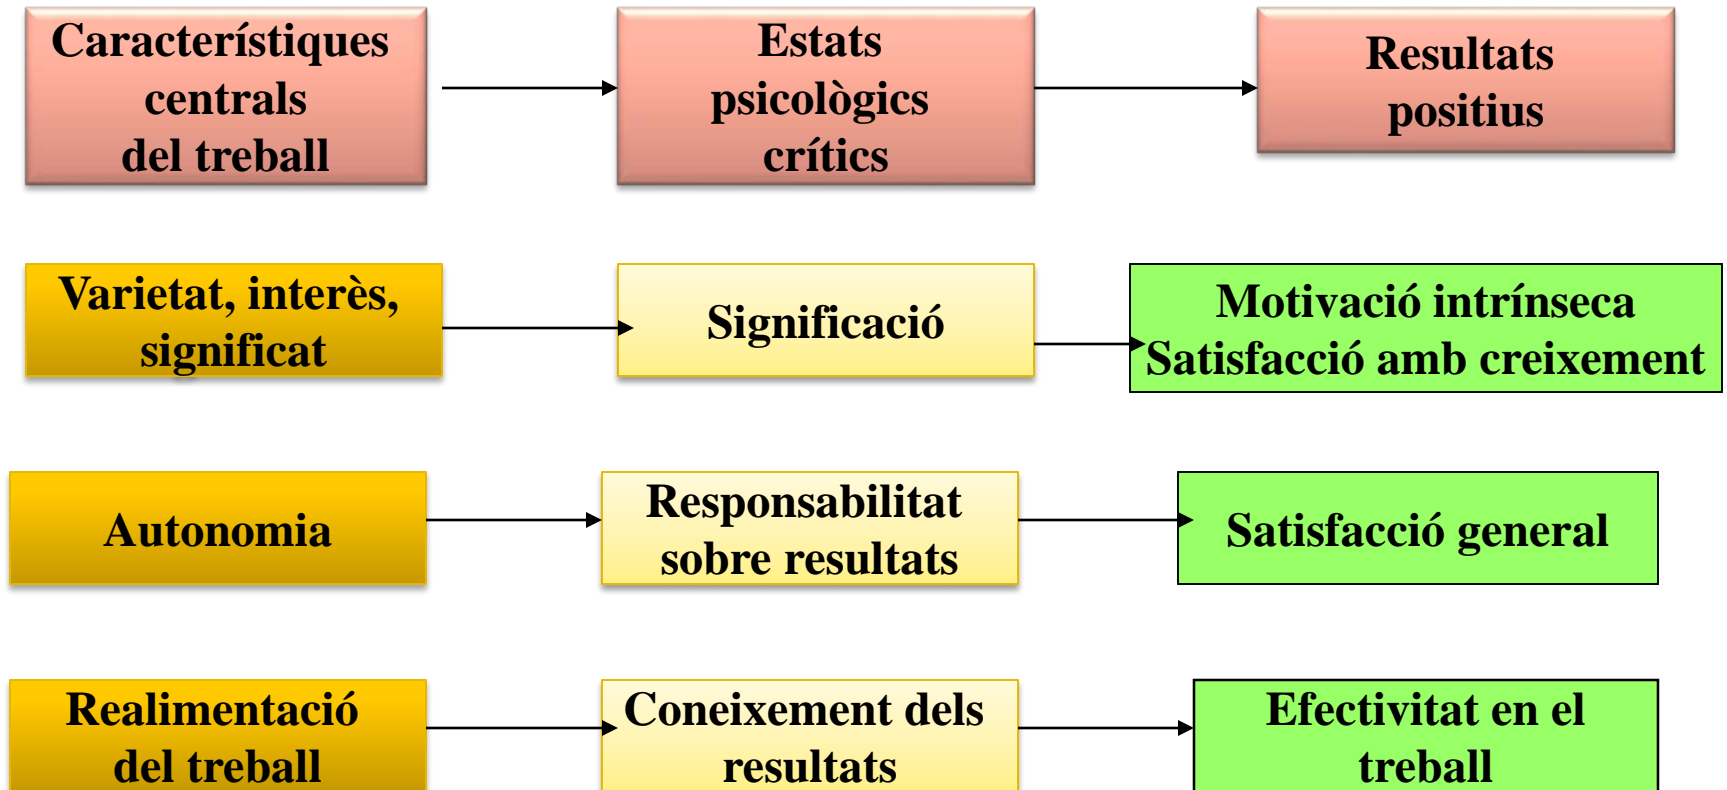 Característiques
centrals
del treball
Estats
psicològics
crítics
Resultats
positius
Varietat, interès,
significat
Significació
Motivació intrínseca
Satisfacció amb creixement
Autonomia
Responsabilitat
sobre resultats
Satisfacció general
Realimentació
del treball
Coneixement dels
resultats
Efectivitat en el
treball